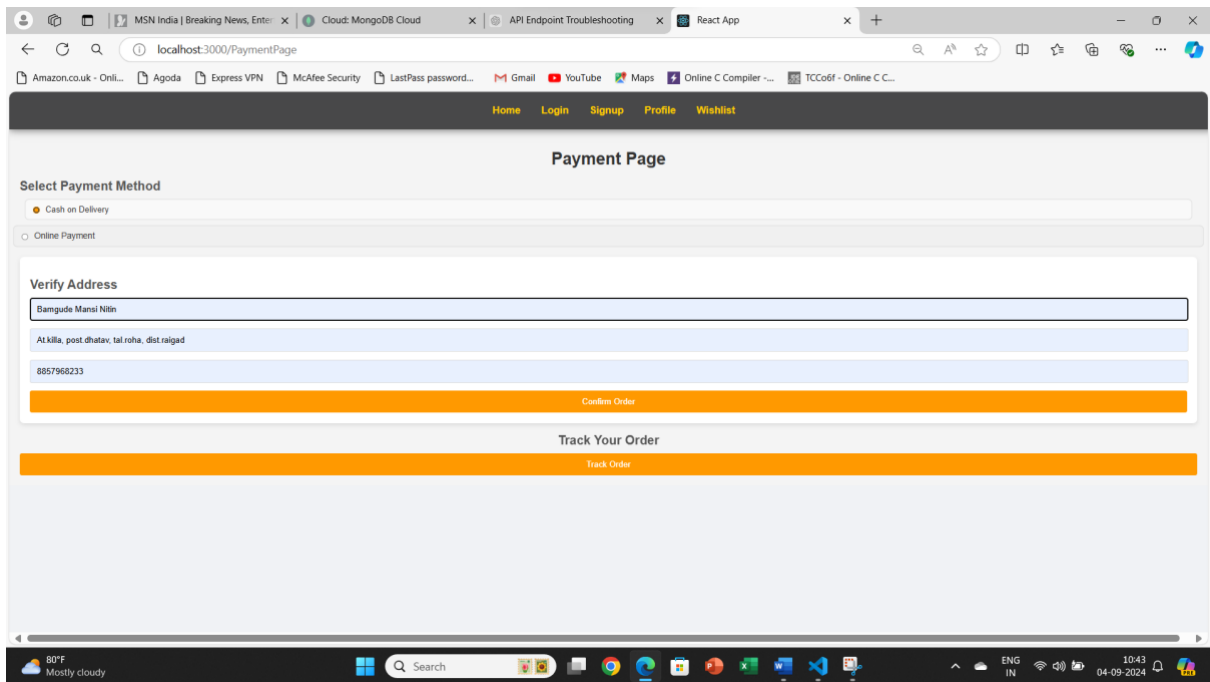 MSN India | Breaking News, Enter
Cloud: MongoDB Cloud
API Endpoint Troubleshooting
React App
localhost:3000/PaymentPage
Amazon.co.uk - Onli...
Agoda
Express VPN
McAfee Security
LastPass password...
Gmail
YouTube
Maps
Online C Compiler -...
TCCo6f - Online C C...
Home Login Signup Profile Wishlist
Payment Page
Select Payment Method
Cash on Delivery
Online Payment
Verify Address
Bamgude Mansi Nitin
At.killa, post.dhatav, tal.roha, dist.raigad
8857968233
Confirm Order
Track Your Order
Track Order
80°F
Mostly cloudy
Search
ENG
IN
10:43
04-09-2024